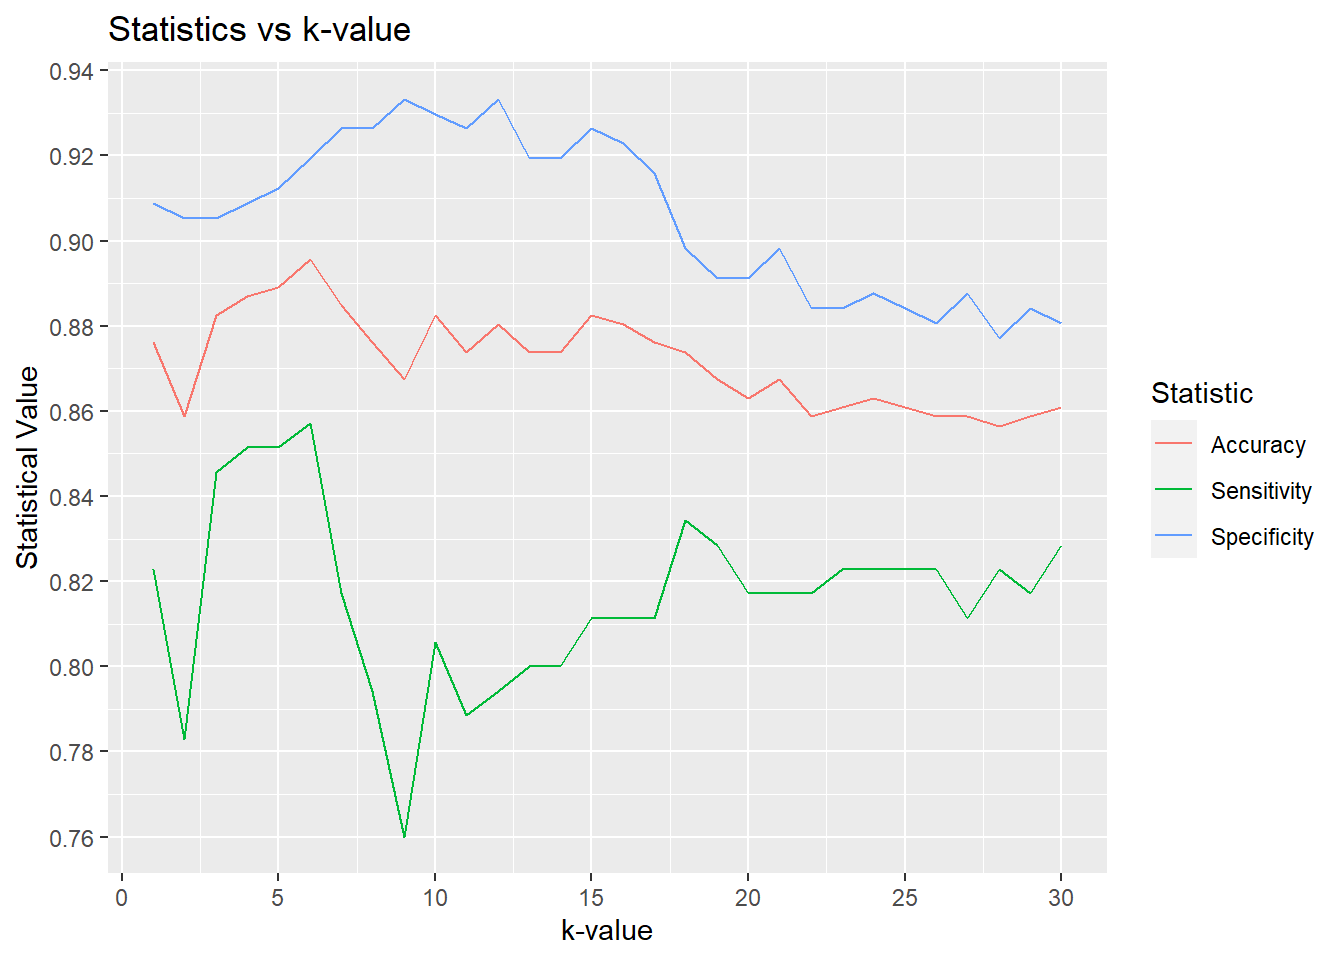 Statistics vs k-value
0.94
0.92
0.90
0.88
0.86
0.84
0.82
0.80
0.78
0.76
Statistical Value
0 5 10 15 20 25 30
k-value
Statistic
Accuracy
Sensitivity
Specificity